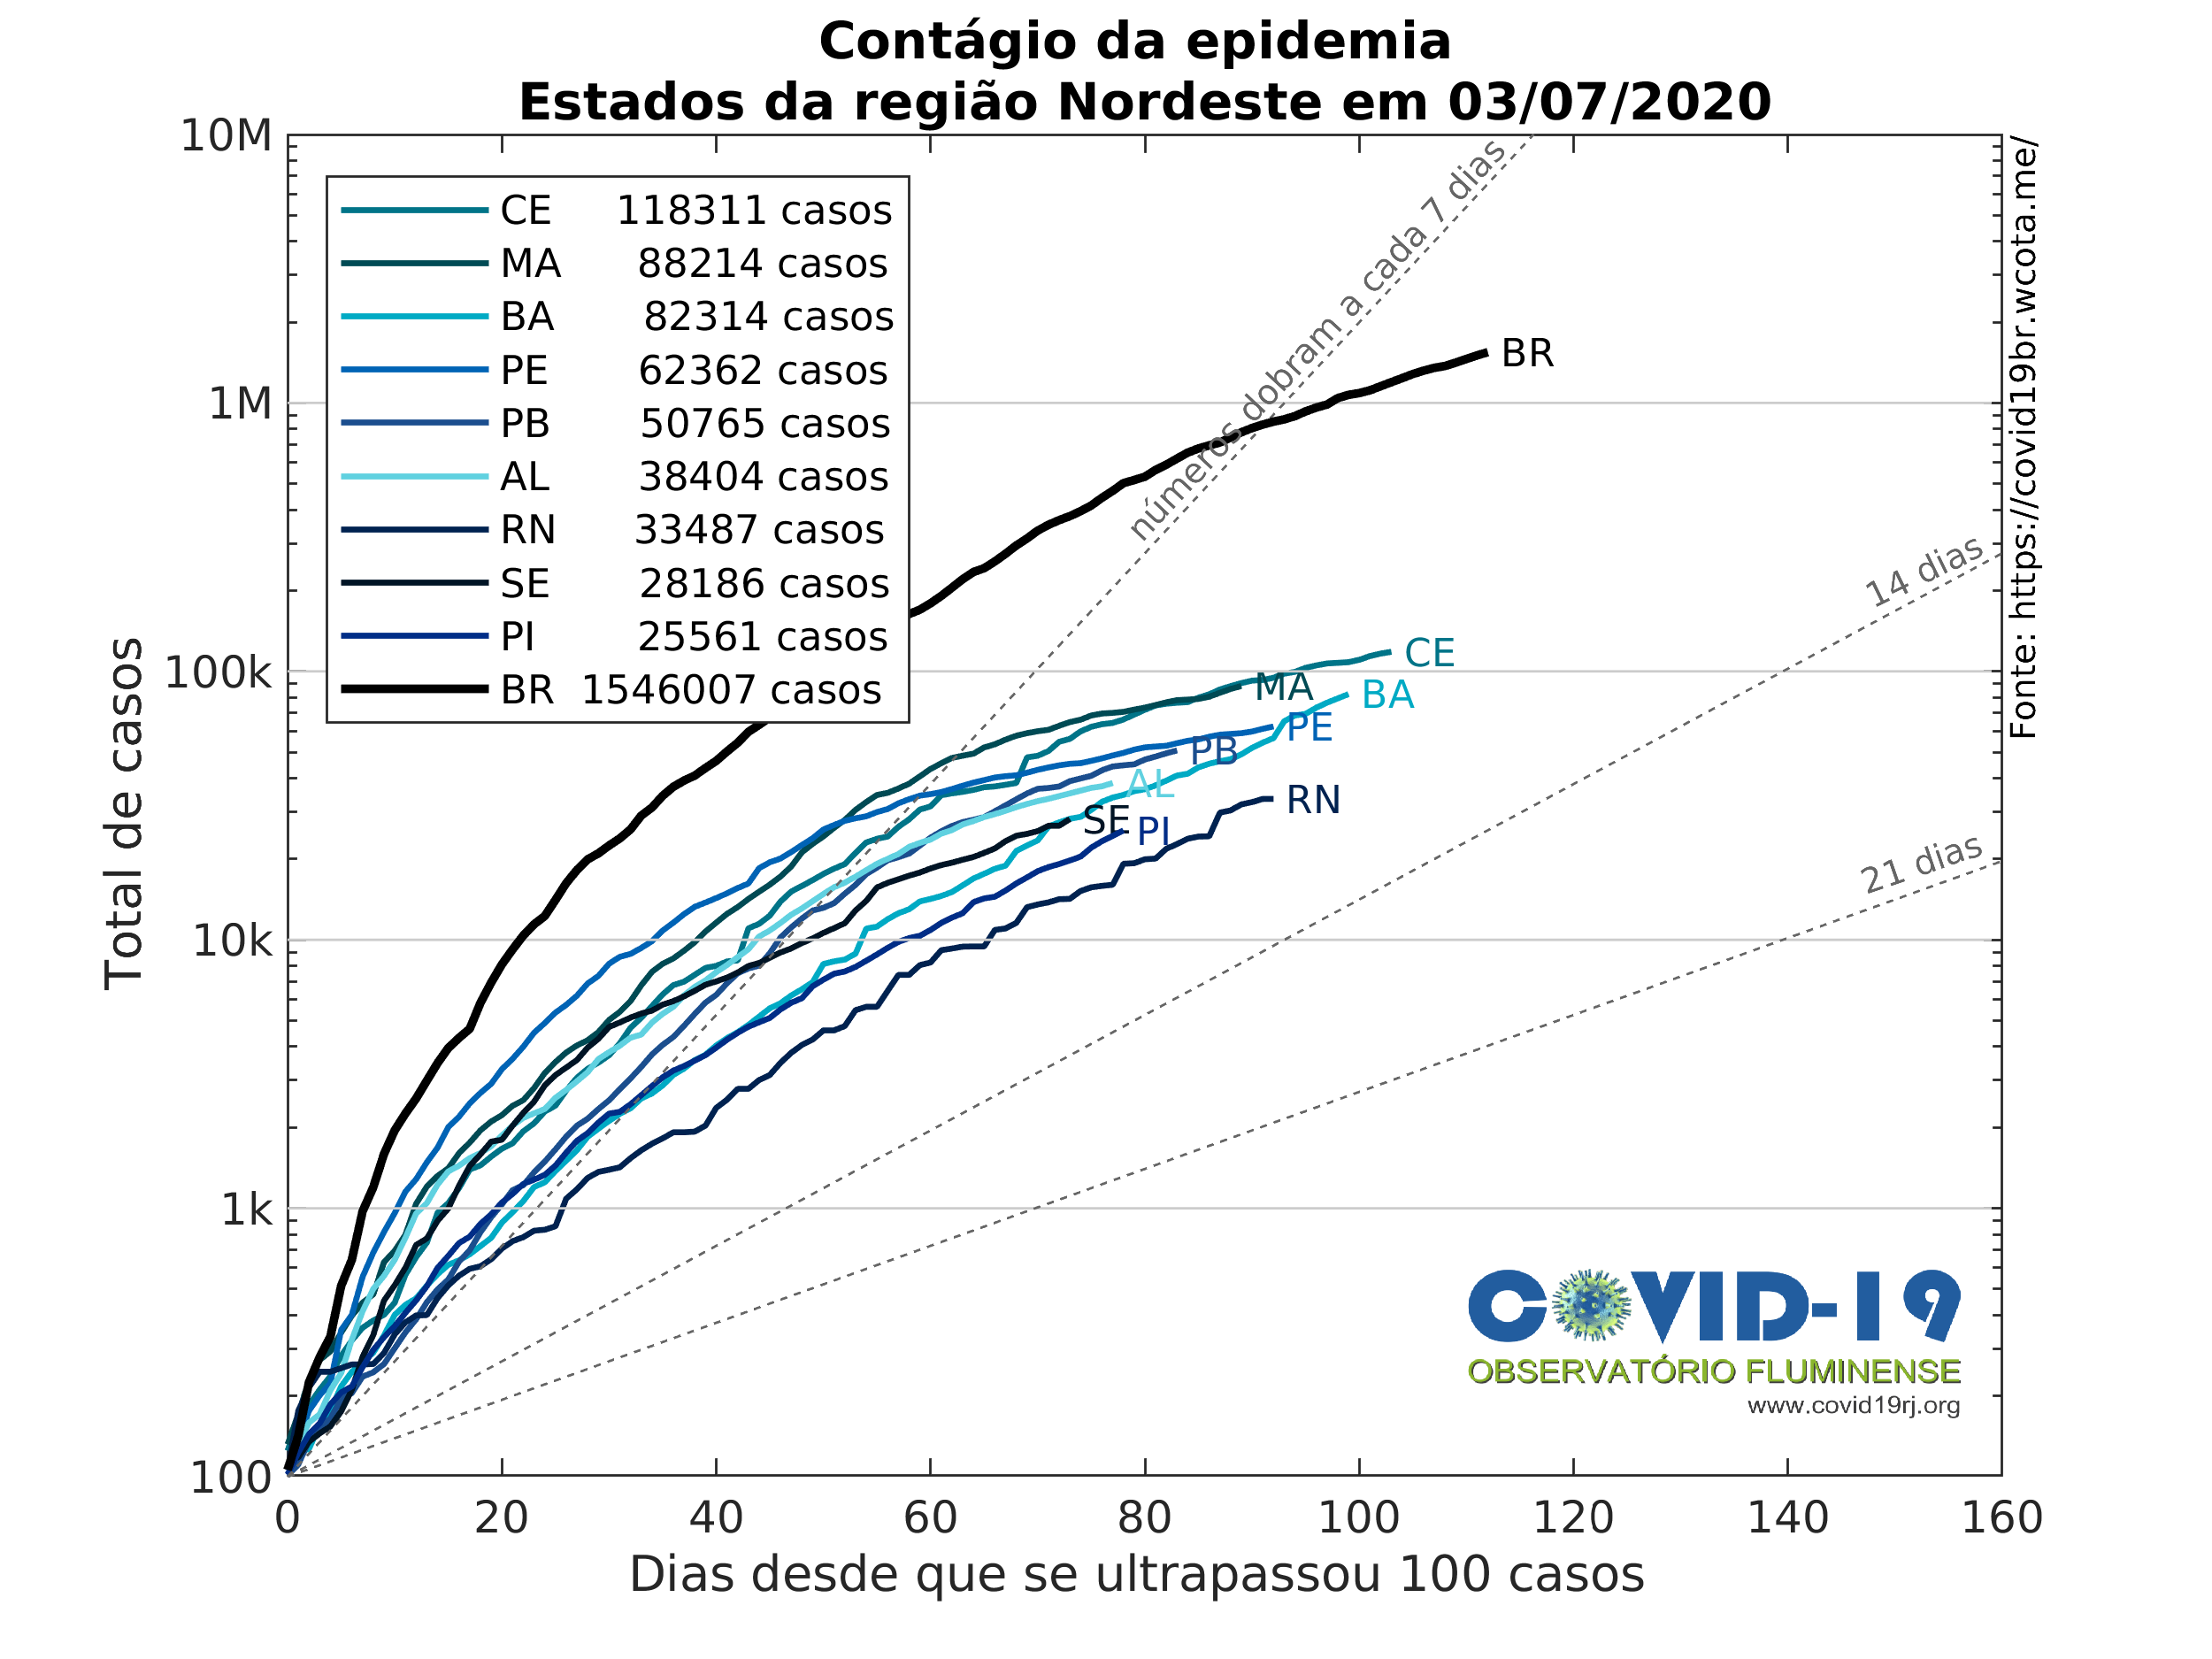 Contágio da epidemia
Estados da região Nordeste em 03/07/2020
10M
1M
100k
10k
1k
100
Total de casos
CE 118311 casos
MA 88214 casos
BA 82314 casos
PE 62362 casos
PB 50765 casos
AL 38404 casos
RN 33487 casos
SE 28186 casos
PI 25561 casos
BR 1546007 casos
números dobram a cada 7 dias
14 dias
21 dias
BR
CE
MA
BA
PE
PB
AL
RN
SE
PI
Fonte: https://covid19br.wcota.me/
COVID-19
OBSERVATÓRIO FLUMINENSE
www.covid19rj.org
0 20 40 60 80 100 120 140 160
Dias desde que se ultrapassou 100 casos